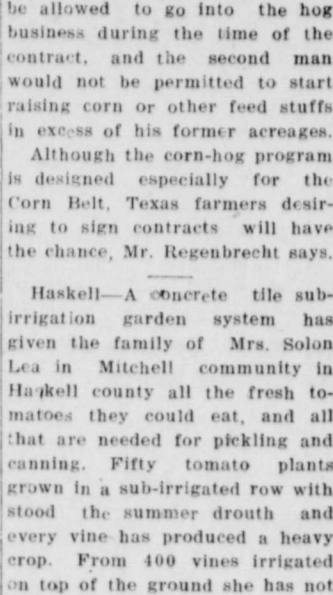 be allowed to go into the hog
business during the time of the
contract, and the second man
would not be permitted to start
raising corn or other feed stuffs
in excess of his former acreages.
Although the corn-hog program
is designed especially for the
Corn Belt, Texas farmers desir-
ing to sign contracts will have
the chance, Mr. Regenbrecht says.
Haskell—A concrete tile sub-
irrigation garden system has
given the family of Mrs. Solon
Lea in Mitchell community in
Haskell county all the fresh to-
matoes they could eat, and all
that are needed for pickling and
canning. Fifty tomato plants
grown in a sub-irrigated row with
stood the summer drouth and
every vine has produced a heavy
crop. From 400 vines irrigated
on top of the ground she has not